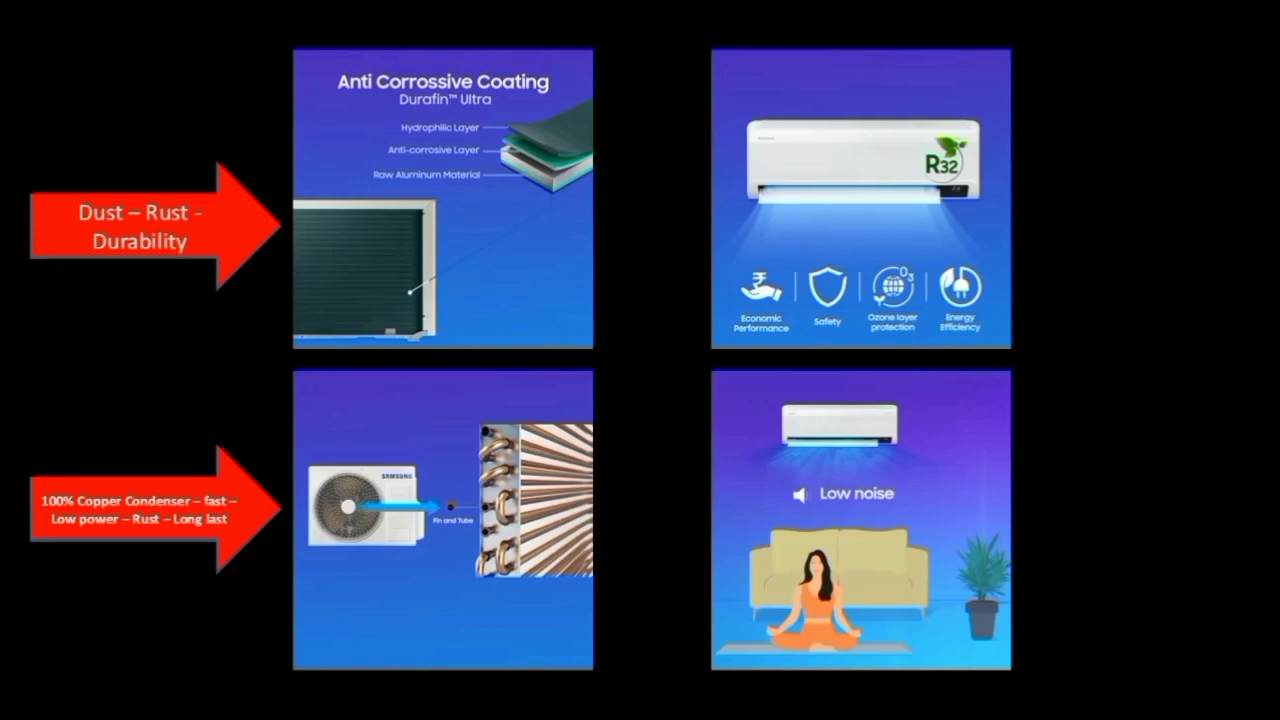 Dust – Rust -
Durability
Anti Corrossive Coating
Durafin™ Ultra
Hydrophilic Layer
Anti-corrosive Layer
Raw Aluminum Material
R32
Economic
Performance
Safety
O3
Ozone layer
protection
Energy
Efficiency
100% Copper Condenser – fast –
Low power – Rust – Long last
SAMSUNG
Fin and Tube
Low noise